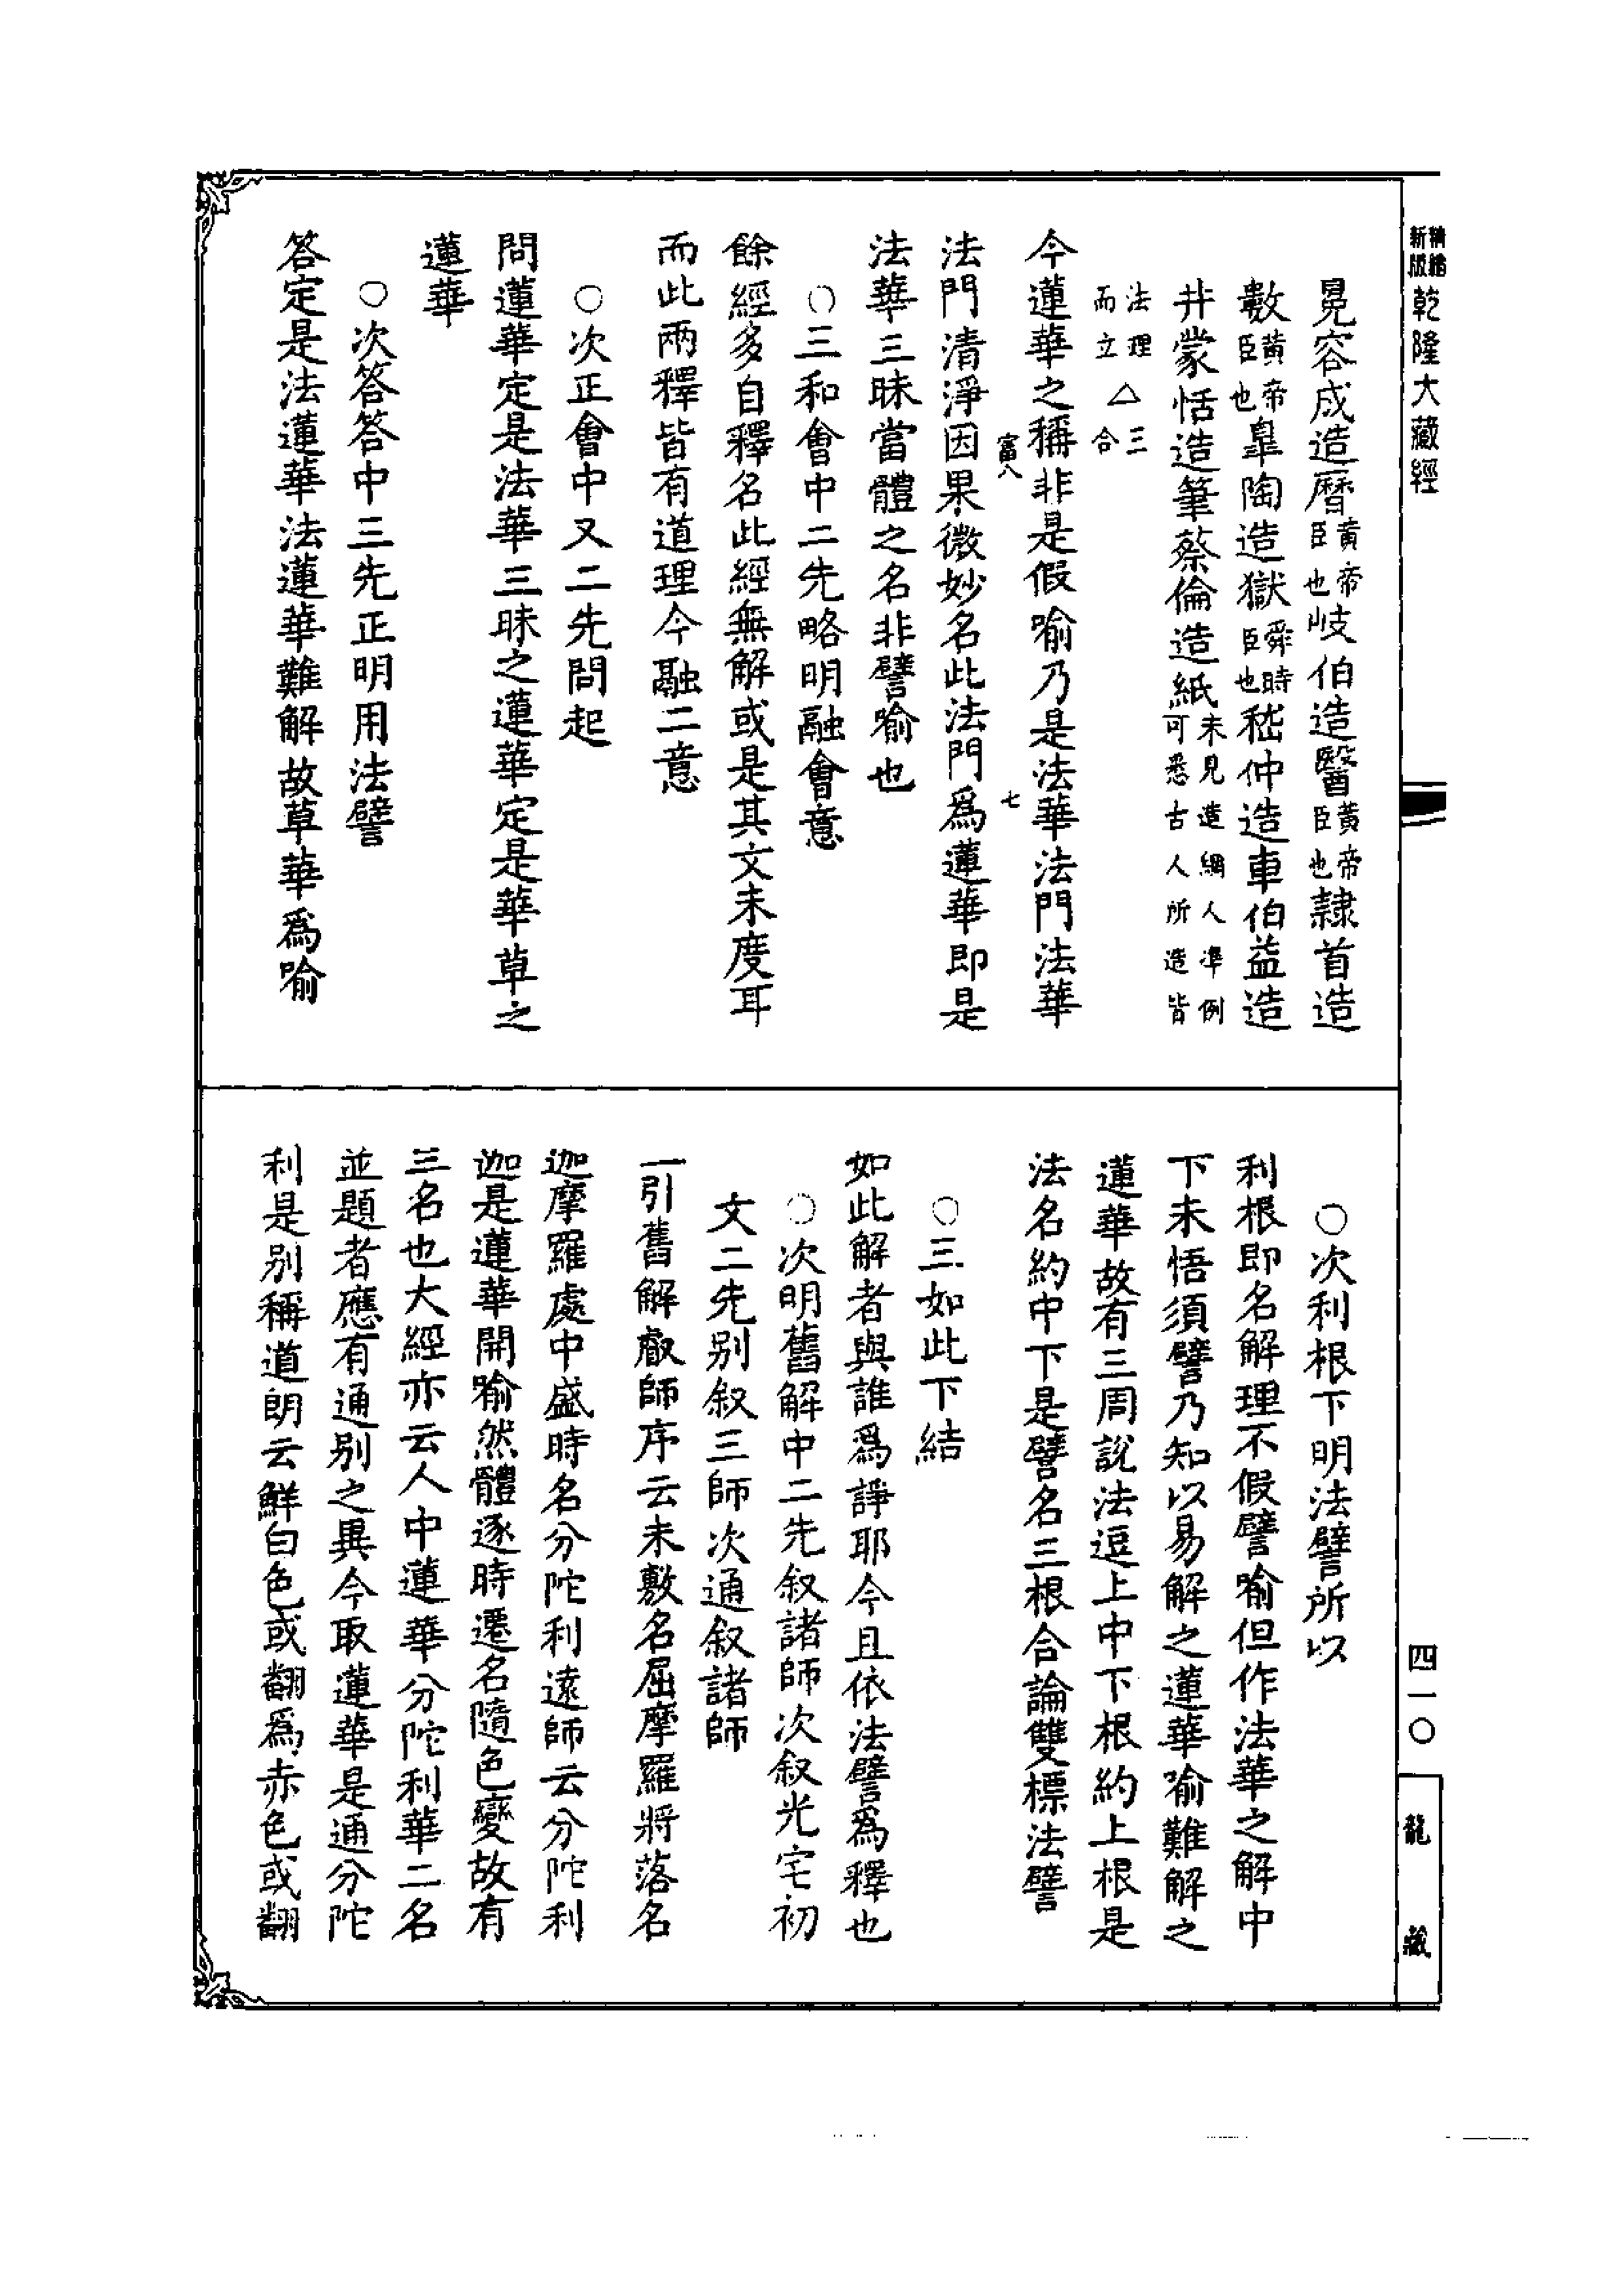 新版精縮乾隆大藏經
冕容成造曆黃帝臣也岐伯造醫黃帝臣也隷首造
數黃帝臣也皐陶造獄舜時臣也嵇仲造車伯益造
井蒙恬造筆蔡倫造紙未見造網人準例可悉古人所造皆
法理而立△三合
今蓮華之稱非是假喻乃是法華法門法華
富八 七
法門清淨因果微妙名此法門爲蓮華即是
法華三昧當體之名非譬喻也
○三和會中二先略明融會意
餘經多自釋名此經無解或是其文未度耳
而此兩釋皆有道理今融二意
○次正會中又二先問起
問蓮華定是法華三昧之蓮華定是華草之
蓮華
○次答答中三先正明用法譬
答定是法蓮華法蓮華難解故草華爲喻
○次利根下明法譬所以
利根即名解理不假譬喻但作法華之解中
下未悟須譬乃知以易解之蓮華喻難解之
蓮華故有三周說法逗上中下根約上根是
法名約中下是譬名三根合論雙標法譬
○三如此下結
如此解者與誰爲諍耶今且依法譬爲釋也
○次明舊解中二先叙諸師次叙光宅初
文二先别叙三師次通叙諸師
一引舊解叡師序云未敷名屈摩羅將落名
迦摩羅處中盛時名分陀利遠師云分陀利
迦是蓮華開喻然體逐時遷名隨色變故有
三名也大經亦云人中蓮華分陀利華二名
並題者應有通别之異今取蓮華是通分陀
利是别稱道朗云鮮白色或翻爲赤色或翻
四一〇
龍藏